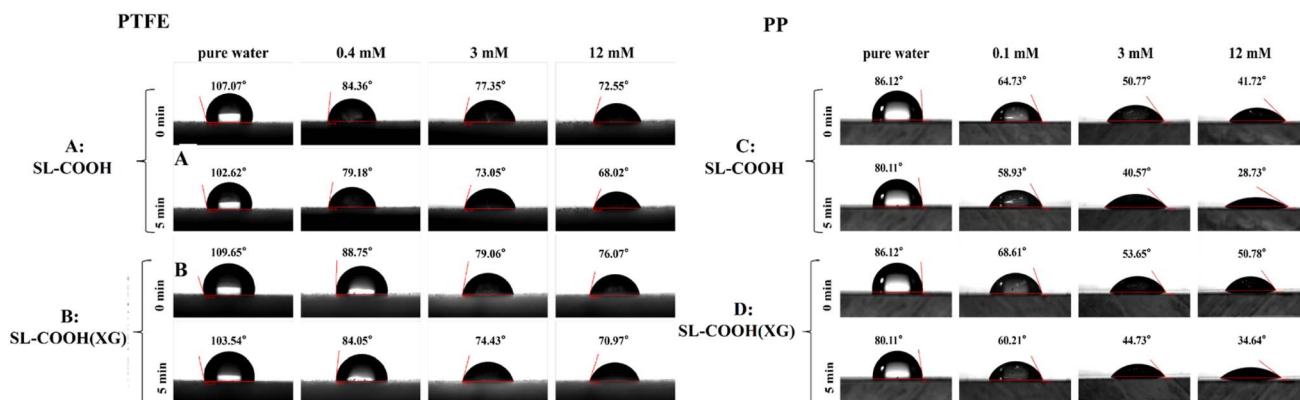 PTFE
pure water 0.4 mM 3 mM 12 mM
107.07° 84.36° 77.35° 72.55°
0 min
A:
SL-COOH
A
102.62° 79.18° 73.05° 68.02°
5 min
109.65° 88.75° 79.06° 76.07°
B
0 min
B:
SL-COOH(XG)
103.54° 84.05° 74.43° 70.97°
5 min
PP
pure water 0.1 mM 3 mM 12 mM
86.12° 64.73° 50.77° 41.72°
0 min
C:
SL-COOH
80.11° 58.93° 40.57° 28.73°
5 min
86.12° 68.61° 53.65° 50.78°
0 min
D:
SL-COOH(XG)
80.11° 60.21° 44.73° 34.64°
5 min